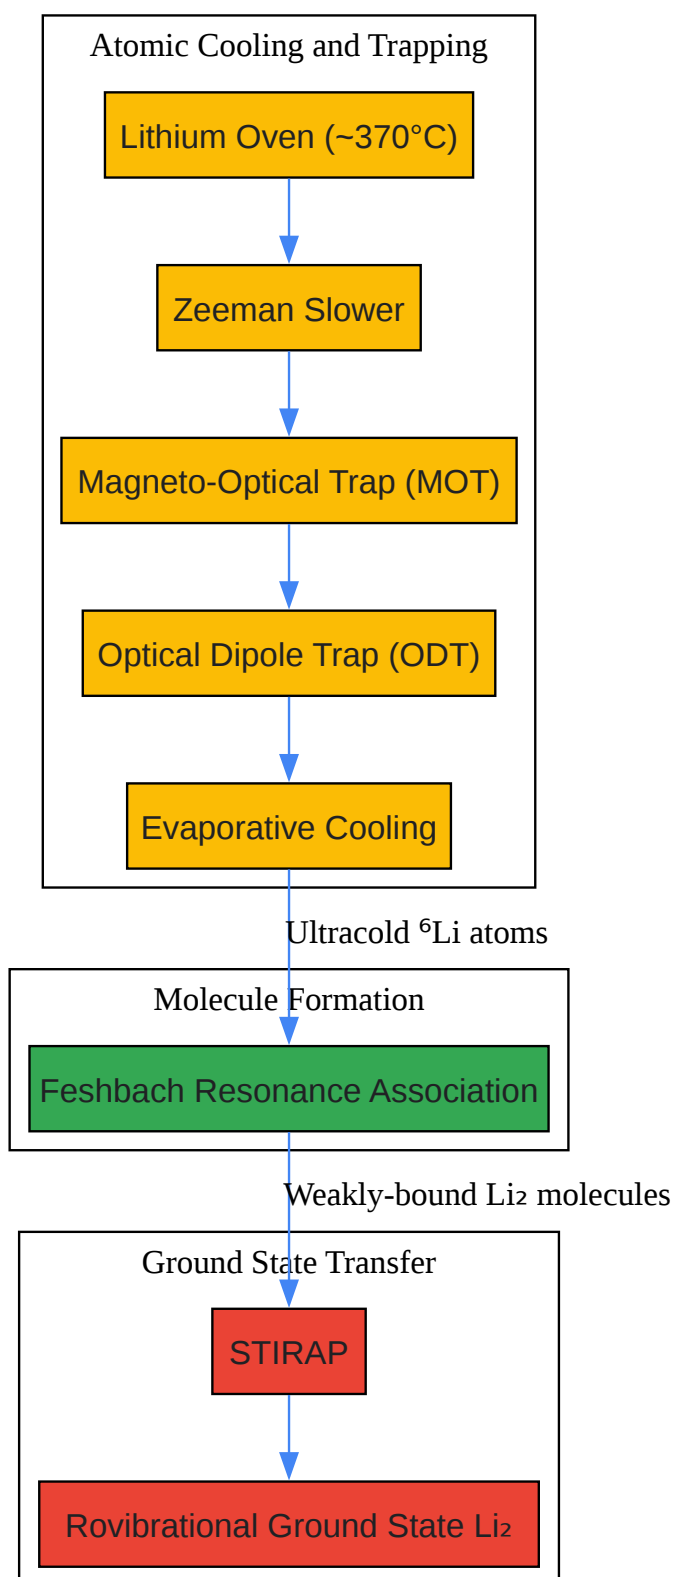 Atomic Cooling and Trapping
Lithium Oven (~370°C)
Zeeman Slower
Magneto-Optical Trap (MOT)
Optical Dipole Trap (ODT)
Evaporative Cooling
Ultracold ⁶Li atoms
Molecule Formation
Feshbach Resonance Association
Weakly-bound Li₂ molecules
Ground State Transfer
STIRAP
Rovibrational Ground State Li₂